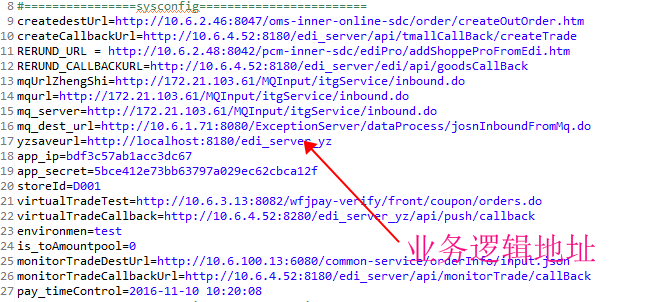 8 #===============sysconfig=======================
9 createdestUrl=http://10.6.2.46:8047/oms-inner-online-sdc/order/createOutOrder.htm
10 createCallbackUrl=http://10.6.4.52:8180/edi_server/api/tmallCallBack/createTrade
11 RERUND_URL = http://10.6.2.48:8042/pcm-inner-sdc/ediPro/addShoppeProFromEdi.htm
12 RERUND_CALLBACKURL=http://10.6.4.52:8180/edi_server/edi/api/goodsCallBack
13 mqUrlZhengShi=http://172.21.103.61/MQInput/itgService/inbound.do
14 mqurl=http://172.21.103.61/MQInput/itgService/inbound.do
15 mq_server=http://172.21.103.61/MQInput/itgService/inbound.do
16 mq_dest_url=http://10.6.1.71:8080/ExceptionServer/dataProcess/josnInboundFromMq.do
17 yzsaveurl=http://localhost:8180/edi_server_yz
18 app_ip=bdf3c57ab1acc3dc67
19 app_secret=5bce412e73bb63797a029ec62cbca12f
20 storeId=D001
21 virtualTradeTest=http://10.6.3.13:8082/wfjpay-verify/front/coupon/orders.do
22 virtualTradeCallback=http://10.6.4.52:8280/edi_server_yz/api/push/callback
23 environmen=test
24 is_toAmountpool=0
业务逻辑地址
25 monitorTradeDestUrl=http://10.6.100.13:6080/common-service/orderInfo/input.json
26 monitorTradeCallbackUrl=http://10.6.4.52:8180/edi_server/api/monitorTrade/callBack
27 pay_timeControl=2016-11-10 10:20:08